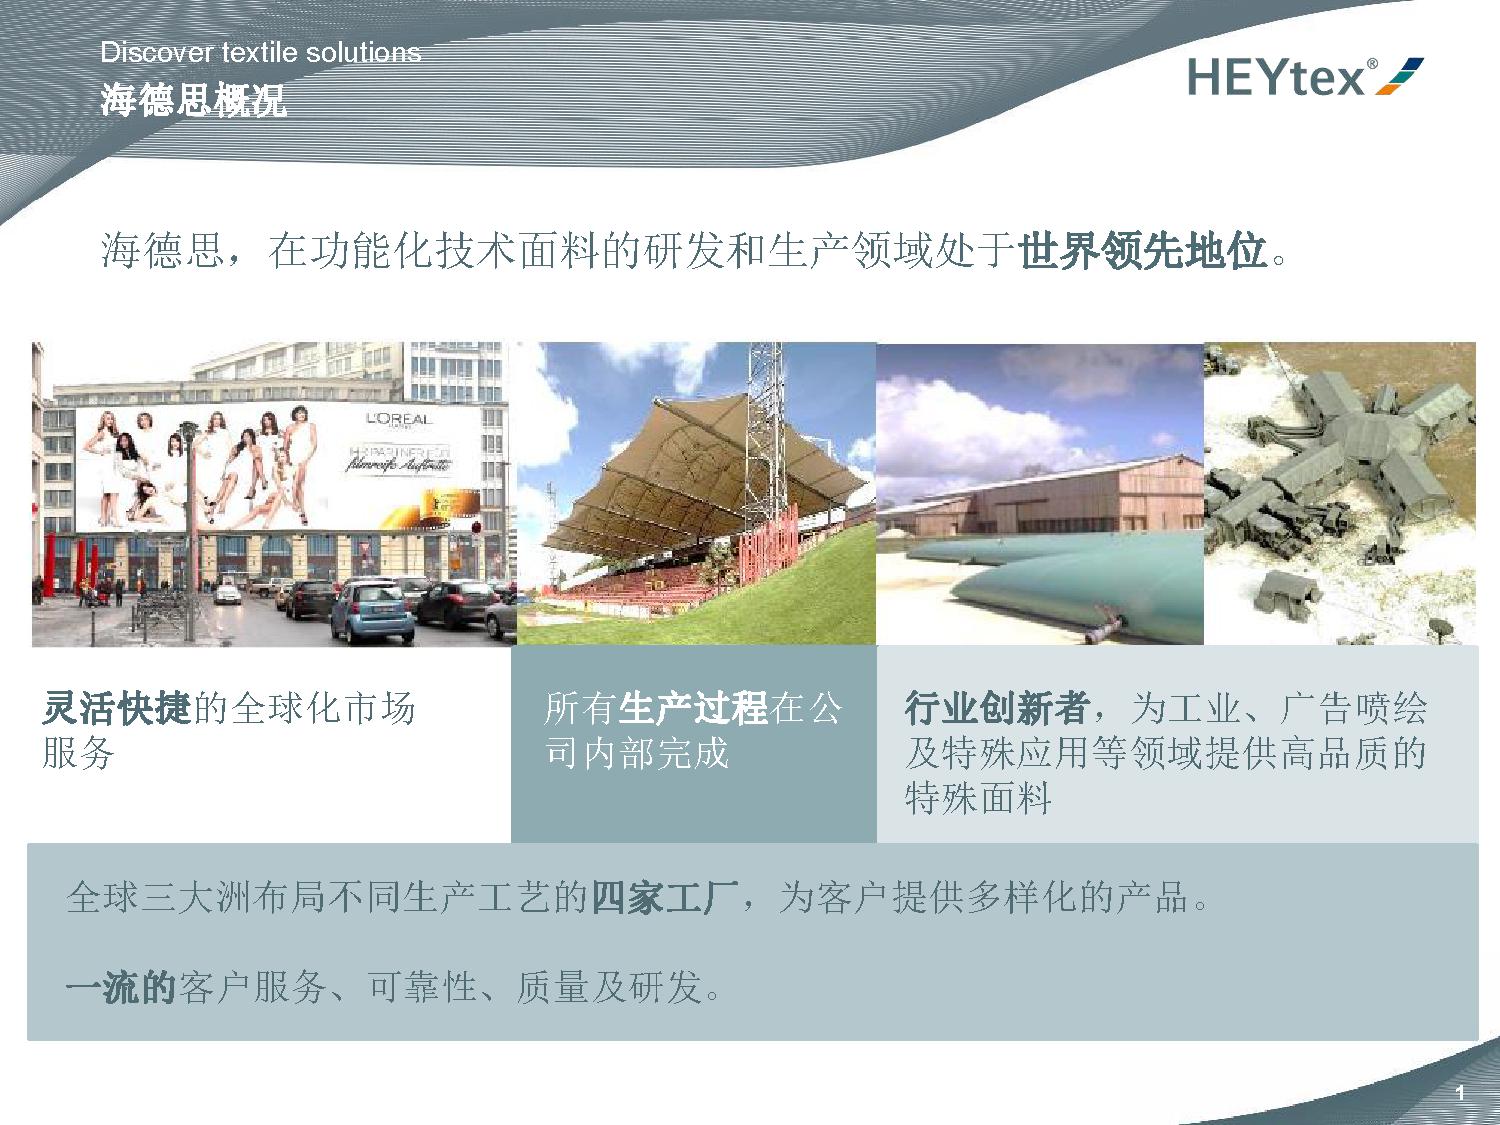 Discover textile solutions
海德思概况
HEYtex®
海德思，在功能化技术面料的研发和生产领域处于世界领先地位。
L'ORÉAL
filmreife Auftritte
灵活快捷的全球化市场
服务
所有生产过程在公
司内部完成
行业创新者，为工业、广告喷绘
及特殊应用等领域提供高品质的
特殊面料
全球三大洲布局不同生产工艺的四家工厂，为客户提供多样化的产品。
一流的客户服务、可靠性、质量及研发。
1